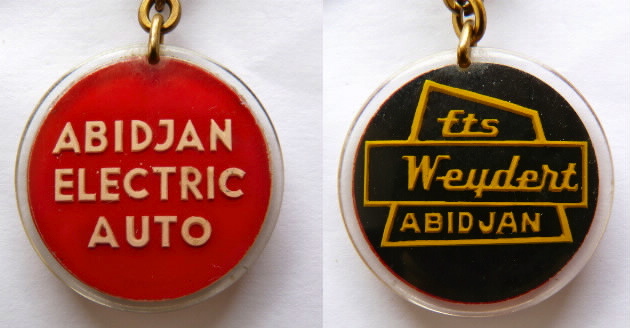 ABIDJAN
ELECTRIC
AUTO
Ets
Weydert
ABIDJAN